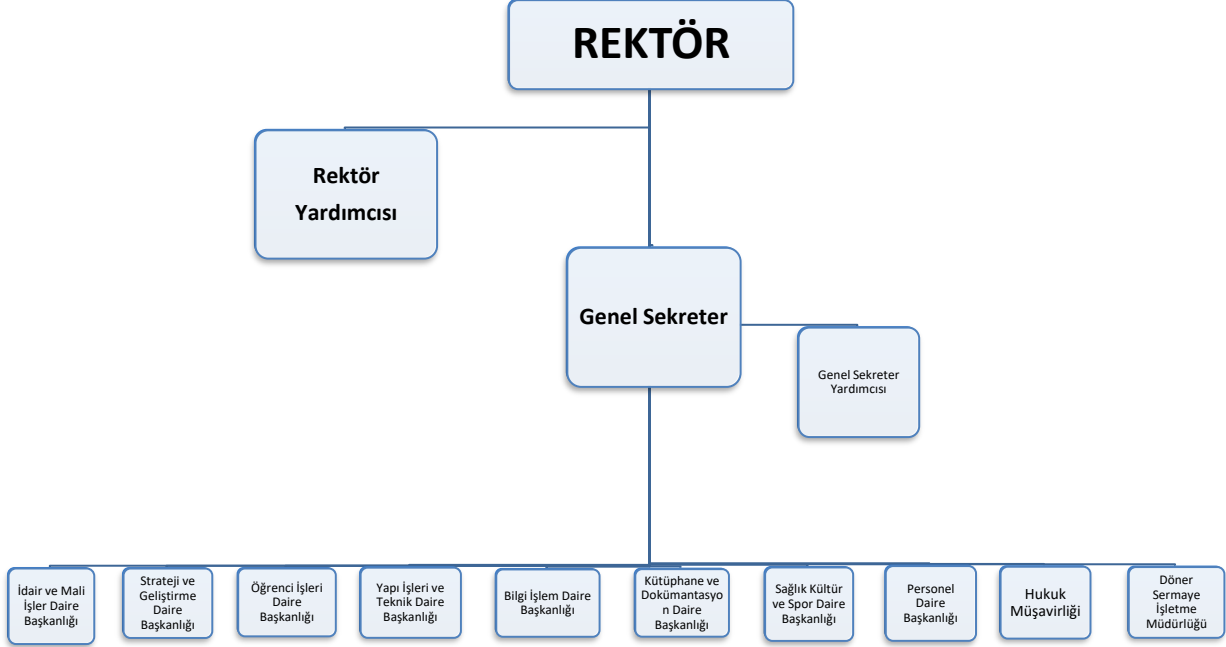 REKTÖR
Rektör
Yardımcısı
Genel Sekreter
Genel Sekreter
Yardımcısı
İdair ve Mali
İşler Daire
Başkanlığı
Strateji ve
Geliştirme
Daire
Başkanlığı
Öğrenci İşleri
Daire
Başkanlığı
Yapı İşleri ve
Teknik Daire
Başkanlığı
Bilgi İşlem Daire
Başkanlığı
Kütüphane ve
Dokümantasyo
n Daire
Başkanlığı
Sağlık Kültür
ve Spor Daire
Başkanlığı
Personel
Daire
Başkanlığı
Hukuk
Müşavirliği
Döner
Sermaye
İşletme
Müdürlüğü